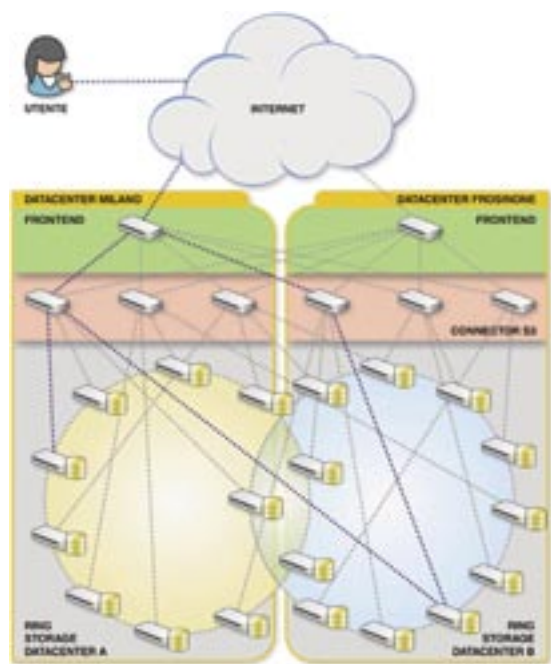 UTENTE
INTERNET
DATACENTER MILANO
DATACENTER FROSINONE
FRONTEND
FRONTEND
CONNECTOR S3
RING
STORAGE
DATACENTER A
RING
STORAGE
DATACENTER B